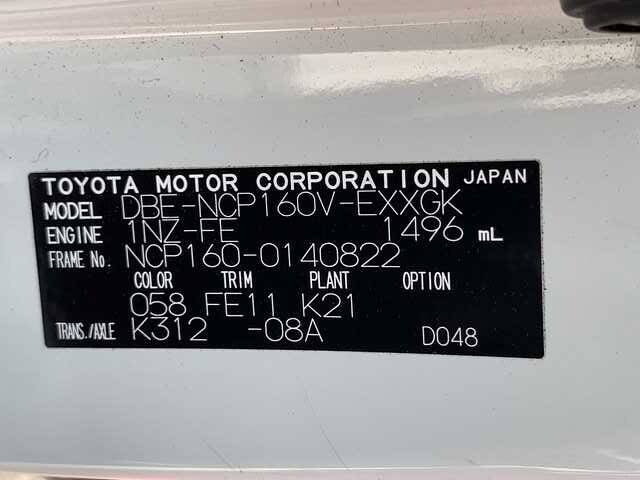 TOYOTA MOTOR CORPORATION JAPAN
MODEL DBE-NCP160V-EXXGK
ENGINE 1NZ-FE 1496 mL
FRAME No. NCP160-0140822
COLOR TRIM PLANT OPTION
058 FE11 K21
TRANS./AXLE K312 -08A D048